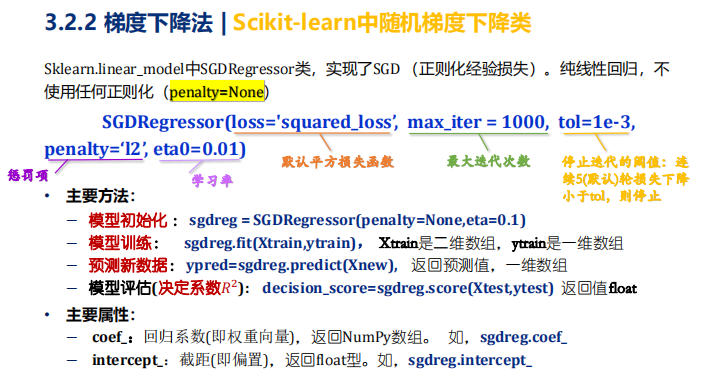 3.2.2 梯度下降法 | Scikit-learn中随机梯度下降类
Sklearn.linear_model中SGDRegressor类，实现了SGD （正则化经验损失）。纯线性回归，不
使用任何正则化（penalty=None）
SGDRegressor(loss='squared_loss’, max_iter = 1000, tol=1e-3,
penalty=‘l2’, eta0=0.01)
惩罚项
学习率
默认平方损失函数
最大迭代次数
停止迭代的阈值：连
续5(默认)轮损失下降
小于tol，则停止
• 主要方法：
– 模型初始化 ：sgdreg = SGDRegressor(penalty=None,eta=0.1)
– 模型训练： sgdreg.fit(Xtrain,ytrain)， Xtrain是二维数组，ytrain是一维数组
– 预测新数据：ypred=sgdreg.predict(Xnew), 返回预测值，一维数组
– 模型评估(决定系数R²)：decision_score=sgdreg.score(Xtest,ytest) 返回值float
• 主要属性：
– coef_：回归系数(即权重向量)，返回NumPy数组。 如，sgdreg.coef_
– intercept_：截距(即偏置)，返回float型。如，sgdreg.intercept_